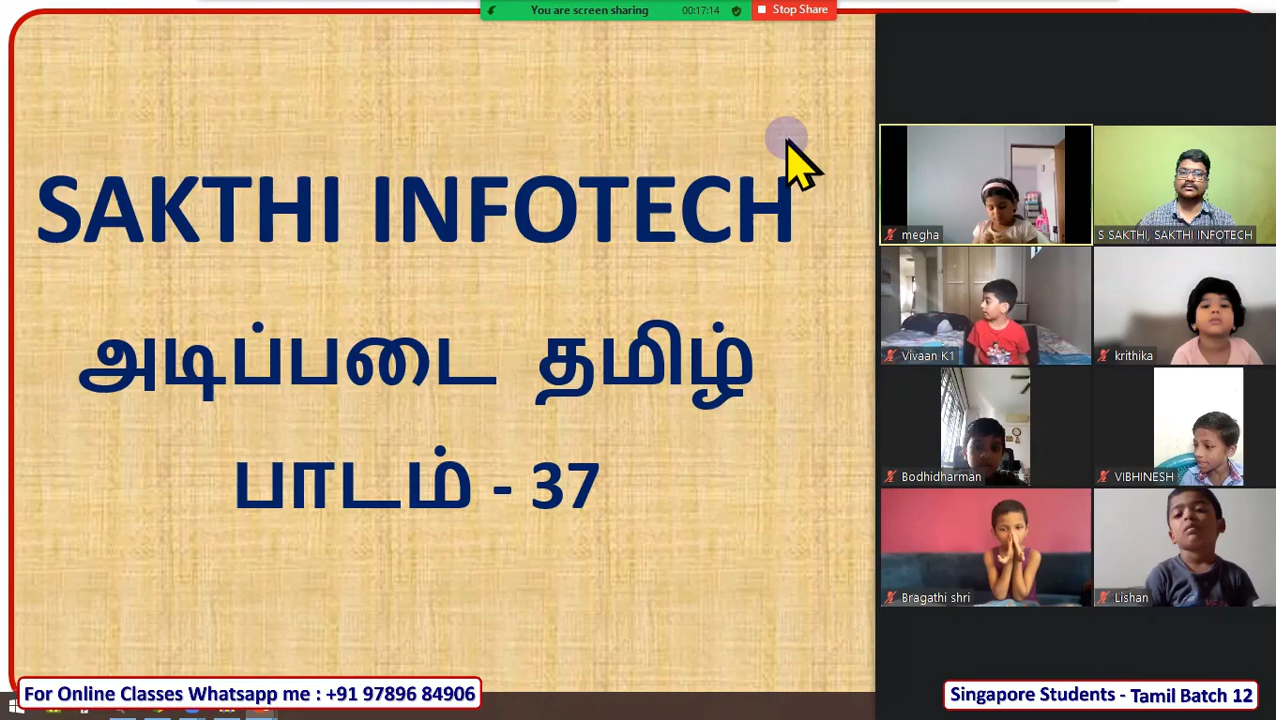 You are screen sharing 00:17:14 Stop Share
SAKTHI INFOTECH
அடிப்படை தமிழ்
பாடம் - 37
megha
S SAKTHI, SAKTHI INFOTECH
Vivaan K1
krithika
Bodhidharman
VIBHINESH
Bragathi shri
Lishan
For Online Classes Whatsapp me : +91 97896 84906
Singapore Students - Tamil Batch 12